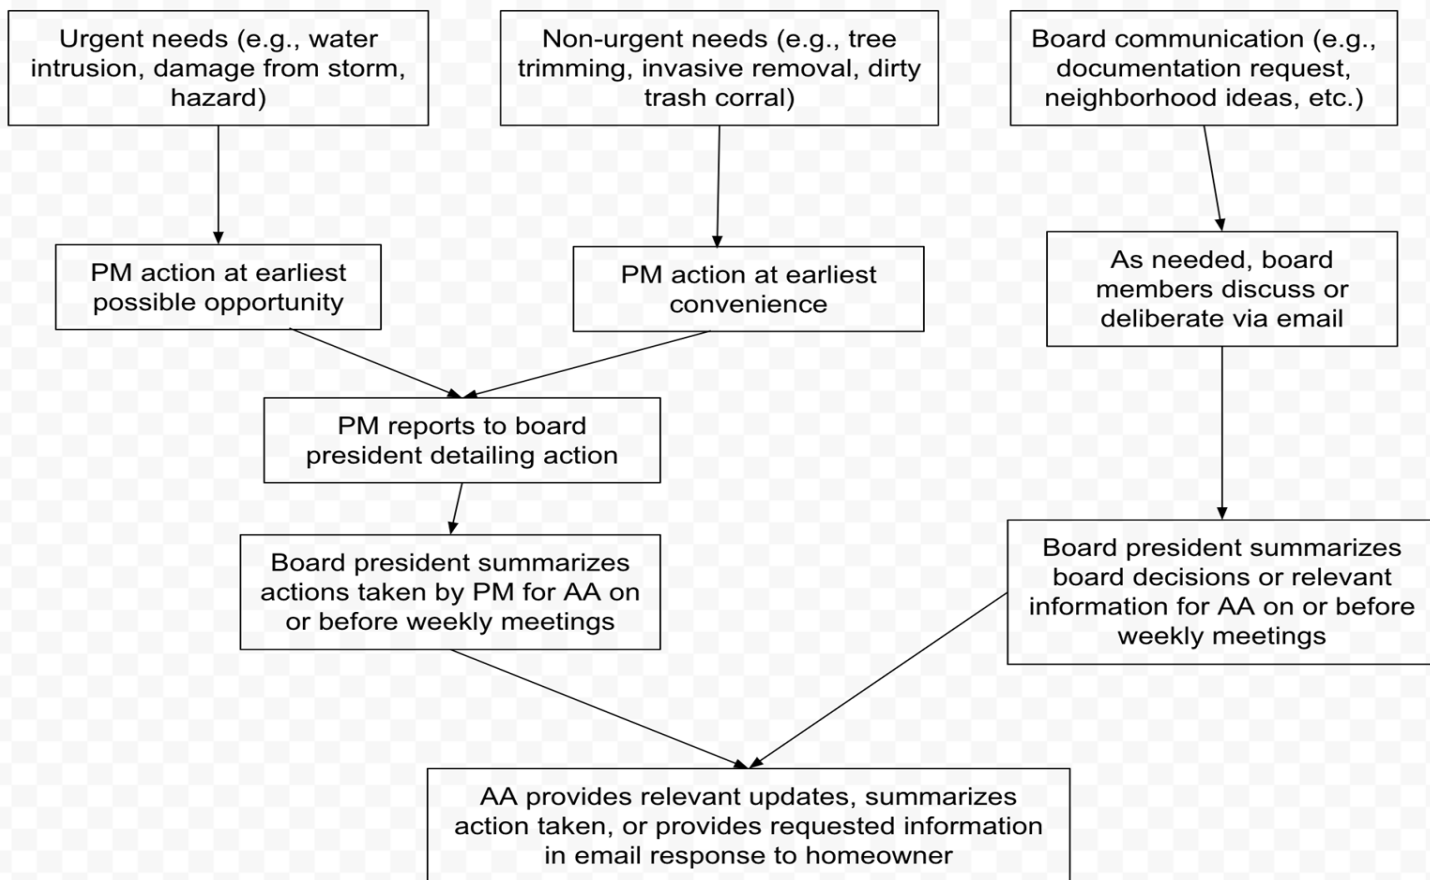 Urgent needs (e.g., water
intrusion, damage from storm,
hazard)
Non-urgent needs (e.g., tree
trimming, invasive removal, dirty
trash corral)
Board communication (e.g.,
documentation request,
neighborhood ideas, etc.)
PM action at earliest
possible opportunity
PM action at earliest
convenience
As needed, board
members discuss or
deliberate via email
PM reports to board
president detailing action
Board president summarizes
actions taken by PM for AA on
or before weekly meetings
Board president summarizes
board decisions or relevant
information for AA on or before
weekly meetings
AA provides relevant updates, summarizes
action taken, or provides requested information
in email response to homeowner